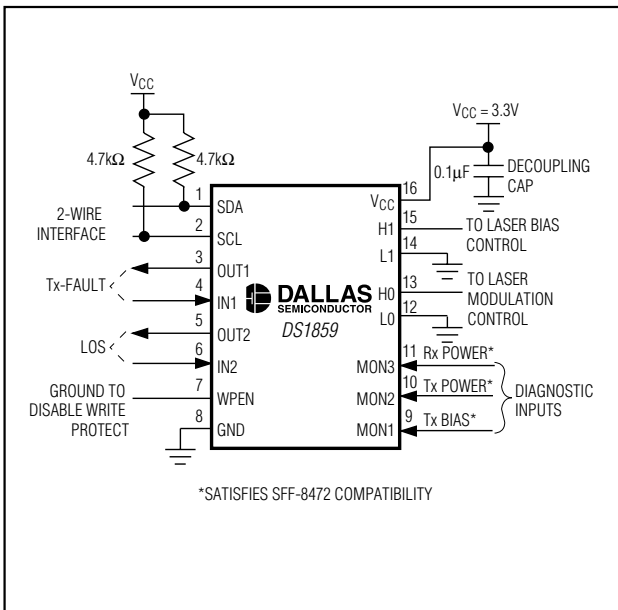 VCC
4.7kΩ
4.7kΩ
2-WIRE
INTERFACE
Tx-FAULT
LOS
GROUND TO
DISABLE WRITE
PROTECT
1
SDA
2
SCL
3
OUT1
4
IN1
5
OUT2
6
IN2
7
WPEN
8
GND
DALLAS
SEMICONDUCTOR
DS1859
VCC = 3.3V
0.1µF
DECOUPLING
CAP
16
VCC
15
H1
TO LASER BIAS
CONTROL
14
L1
13
H0
TO LASER
MODULATION
CONTROL
12
L0
11
MON3
Rx POWER*
10
MON2
Tx POWER*
9
MON1
Tx BIAS*
DIAGNOSTIC
INPUTS
*SATISFIES SFF-8472 COMPATIBILITY